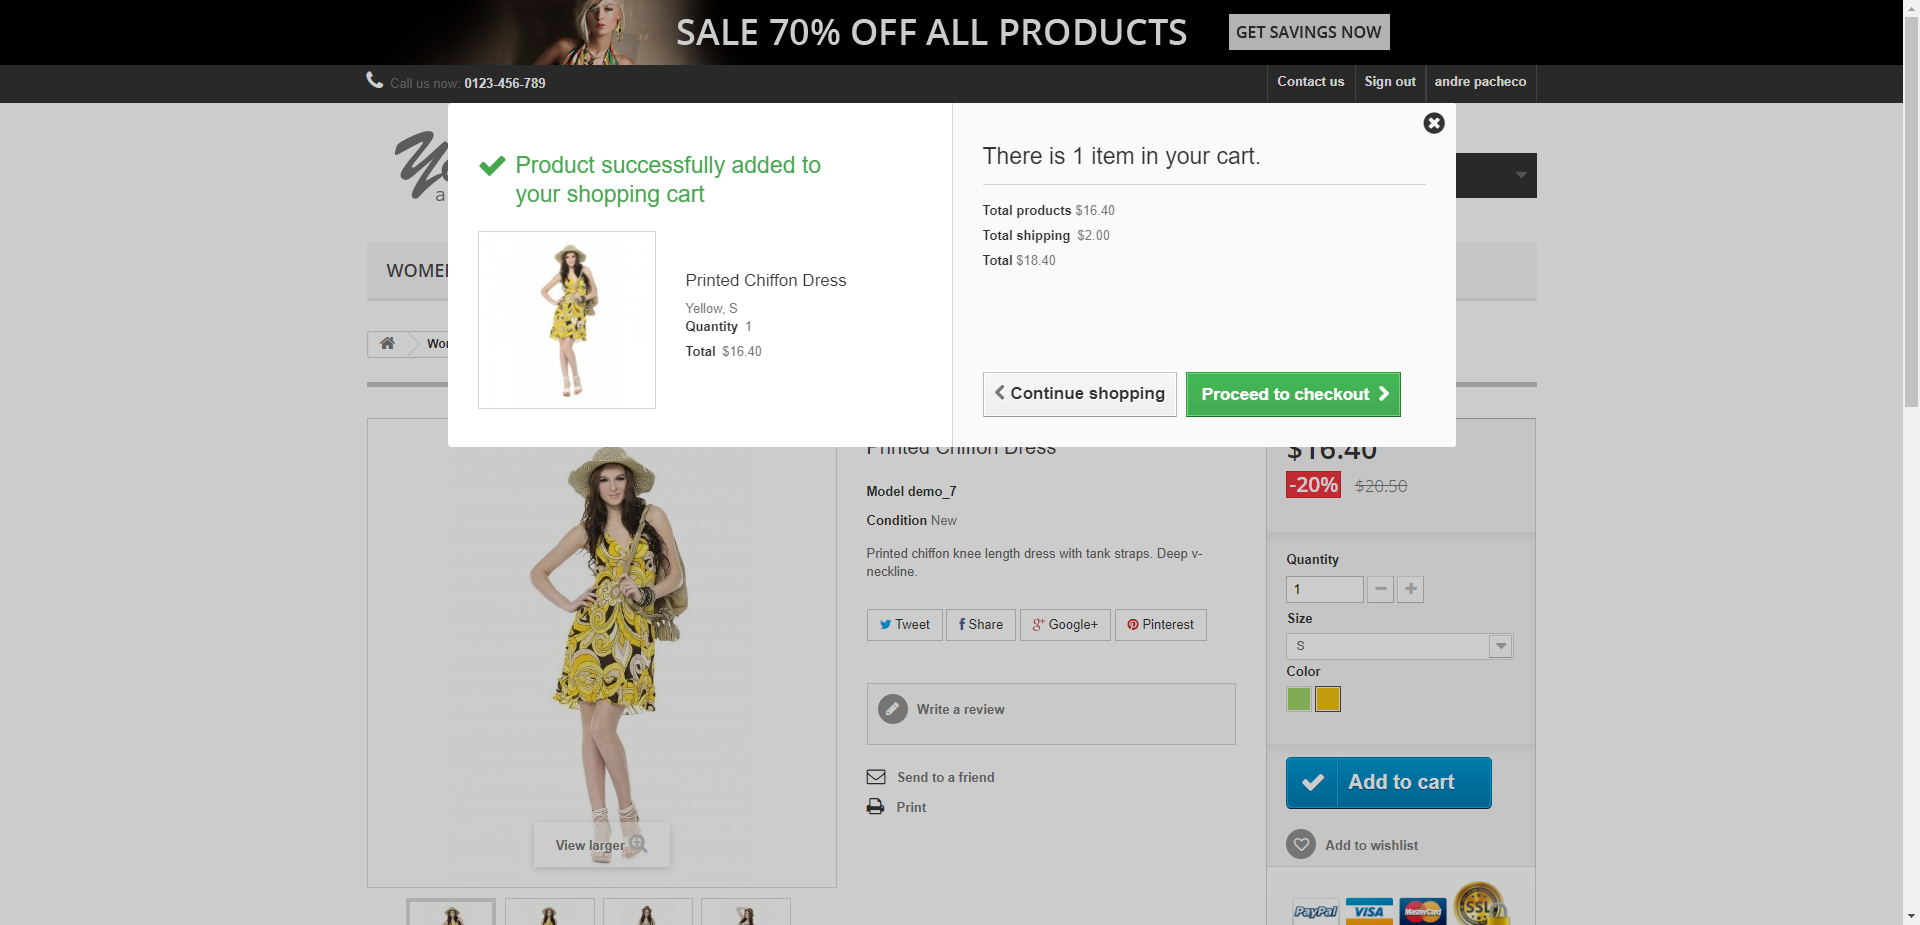 SALE 70% OFF ALL PRODUCTS
GET SAVINGS NOW
Call us now: 0123-456-789
Contact us
Sign out
andre pacheco
Product successfully added to
your shopping cart
Printed Chiffon Dress
Yellow, S
Quantity 1
Total $16.40
There is 1 item in your cart.
Total products $16.40
Total shipping $2.00
Total $18.40
Continue shopping
Proceed to checkout
Printed Chiffon Dress
Model demo_7
Condition New
Printed chiffon knee length dress with tank straps. Deep v-
neckline.
Tweet
Share
Google+
Pinterest
Write a review
Send to a friend
Print
View larger
$16.40
-20% $20.50
Quantity
1
Size
S
Color
Add to cart
Add to wishlist
PayPal
VISA
MasterCard
SSL